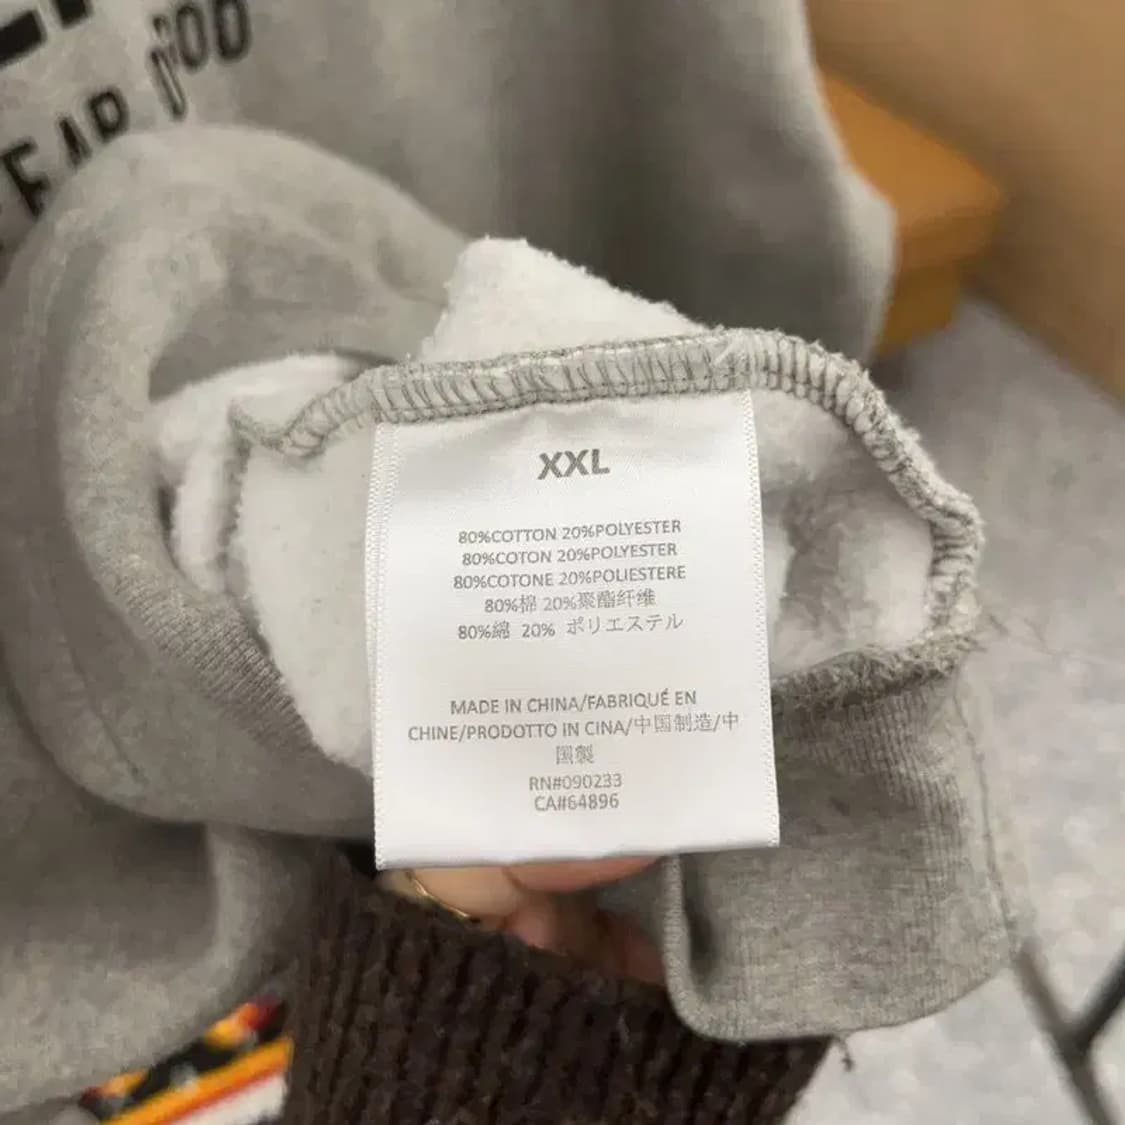 XXL
80%COTTON 20%POLYESTER
80%COTON 20%POLYESTER
80%COTONE 20%POLIESTERE
80%棉 20%聚酯纤维
80%綿 20% ポリエステル
MADE IN CHINA/FABRIQUÉ EN
CHINE/PRODOTTO IN CINA/中国制造/中
国製
RN#090233
CA#64896